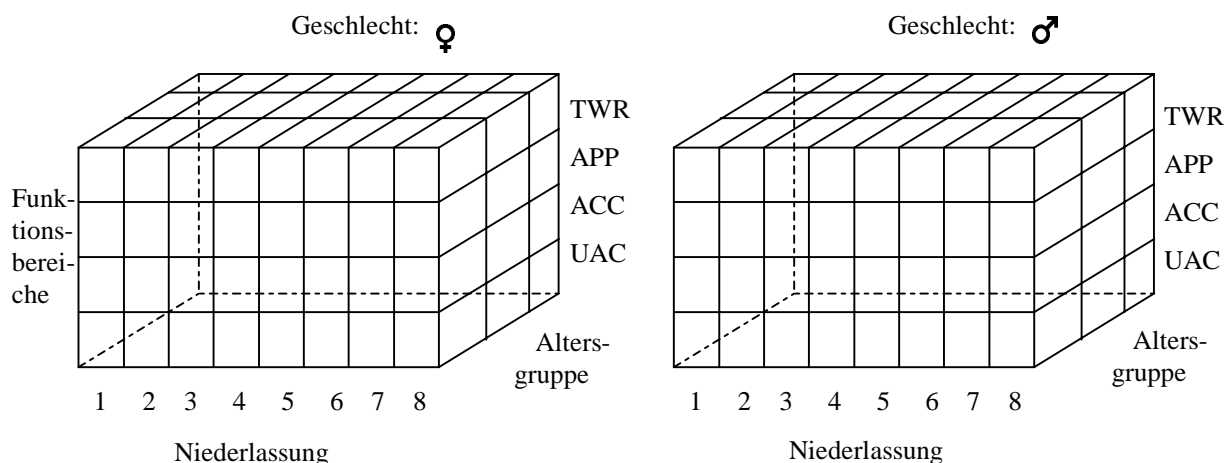 Geschlecht: ♀
TWR
APP
ACC
UAC
Funk-
tions-
berei-
che
Alters-
gruppe
1 2 3 4 5 6 7 8
Niederlassung
Geschlecht: ♂
TWR
APP
ACC
UAC
Alters-
gruppe
1 2 3 4 5 6 7 8
Niederlassung